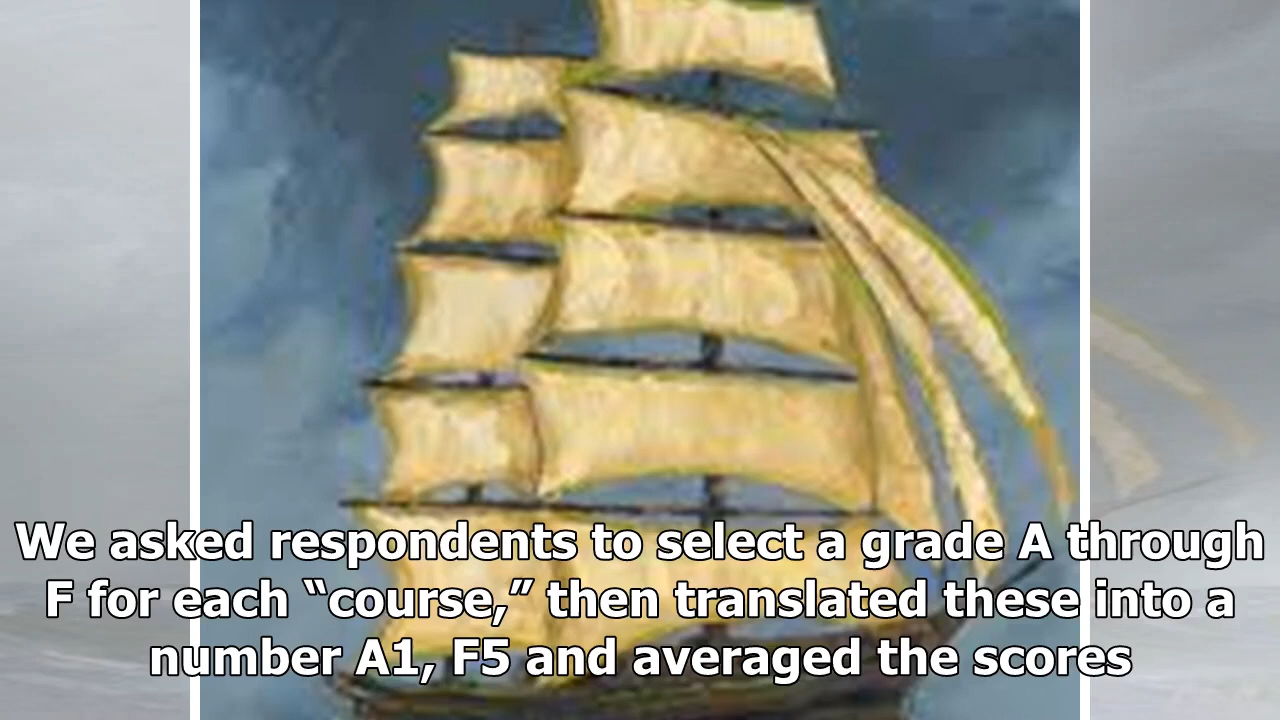 We asked respondents to select a grade A through
F for each “course,” then translated these into a
number A1, F5 and averaged the scores